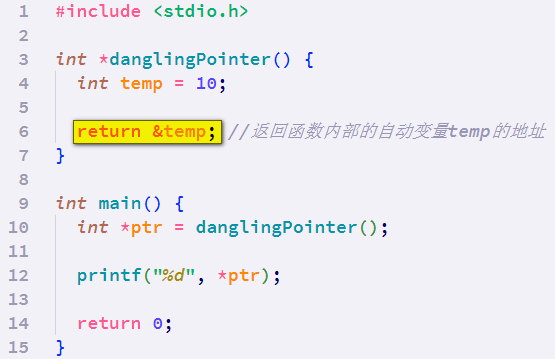 1 #include <stdio.h>
2
3 int *danglingPointer() {
4   int temp = 10;
5
6   return &temp; //返回函数内部的自动变量temp的地址
7 }
8
9 int main() {
10   int *ptr = danglingPointer();
11
12   printf("%d", *ptr);
13
14   return 0;
15 }